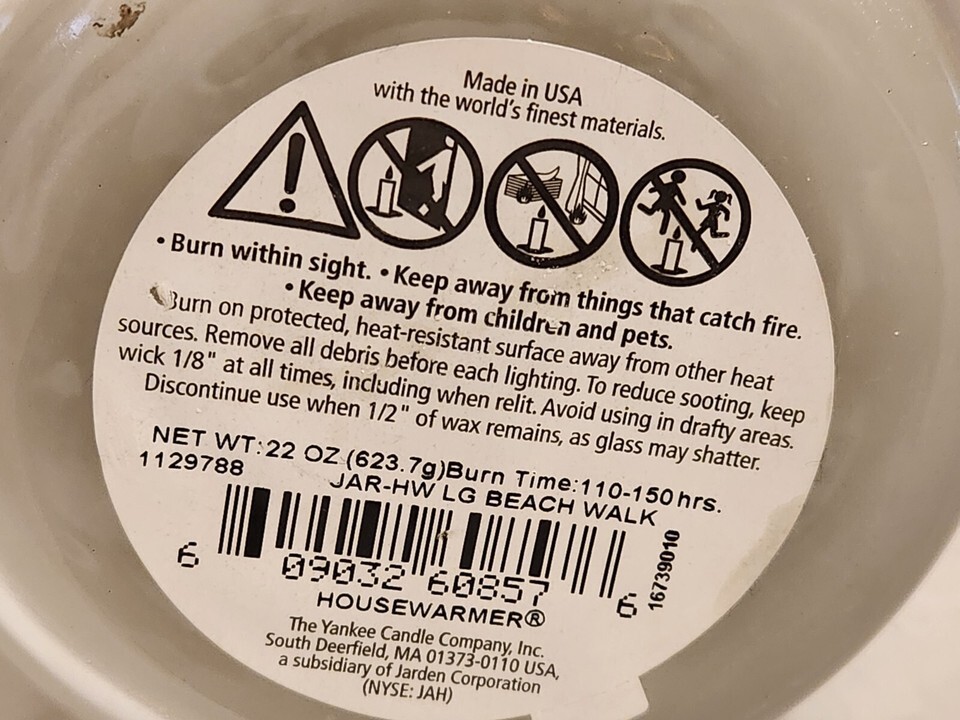 Made in USA
with the world's finest materials.
• Burn within sight. • Keep away from things that catch fire.
• Keep away from children and pets.
Burn on protected, heat-resistant surface away from other heat
sources. Remove all debris before each lighting. To reduce sooting, keep
wick 1/8" at all times, including when relit. Avoid using in drafty areas.
Discontinue use when 1/2" of wax remains, as glass may shatter.
NET WT:22 OZ (623.7g)Burn Time:110-150 hrs.
1129788 JAR-HW LG BEACH WALK
6 09032 60857 6
16739010
HOUSEWARMER®
The Yankee Candle Company, Inc.
South Deerfield, MA 01373-0110 USA,
a subsidiary of Jarden Corporation
(NYSE: JAH)